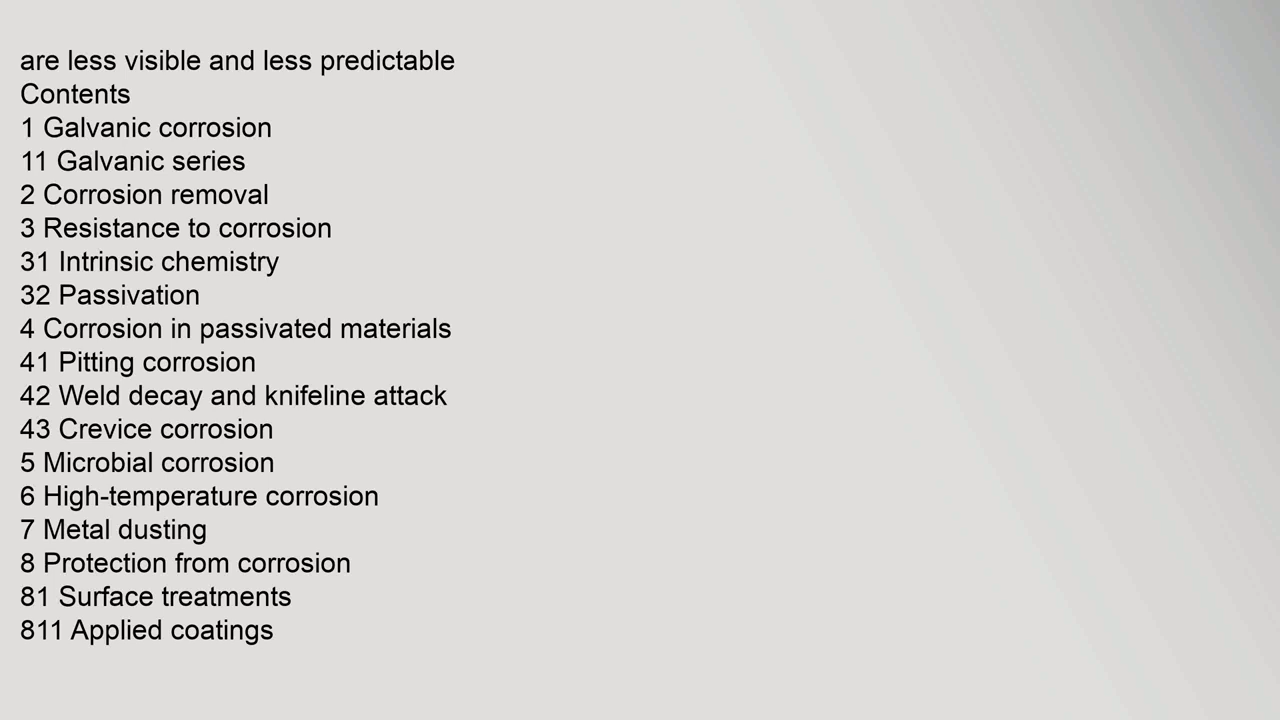 are less visible and less predictable
Contents
1 Galvanic corrosion
11 Galvanic series
2 Corrosion removal
3 Resistance to corrosion
31 Intrinsic chemistry
32 Passivation
4 Corrosion in passivated materials
41 Pitting corrosion
42 Weld decay and knifeline attack
43 Crevice corrosion
5 Microbial corrosion
6 High-temperature corrosion
7 Metal dusting
8 Protection from corrosion
81 Surface treatments
811 Applied coatings